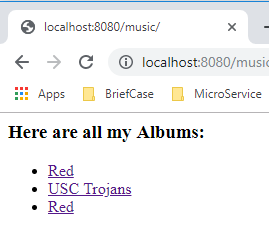 localhost:8080/music/
localhost:8080/music
Apps BriefCase MicroService
Here are all my Albums:
Red
USC Trojans
Red